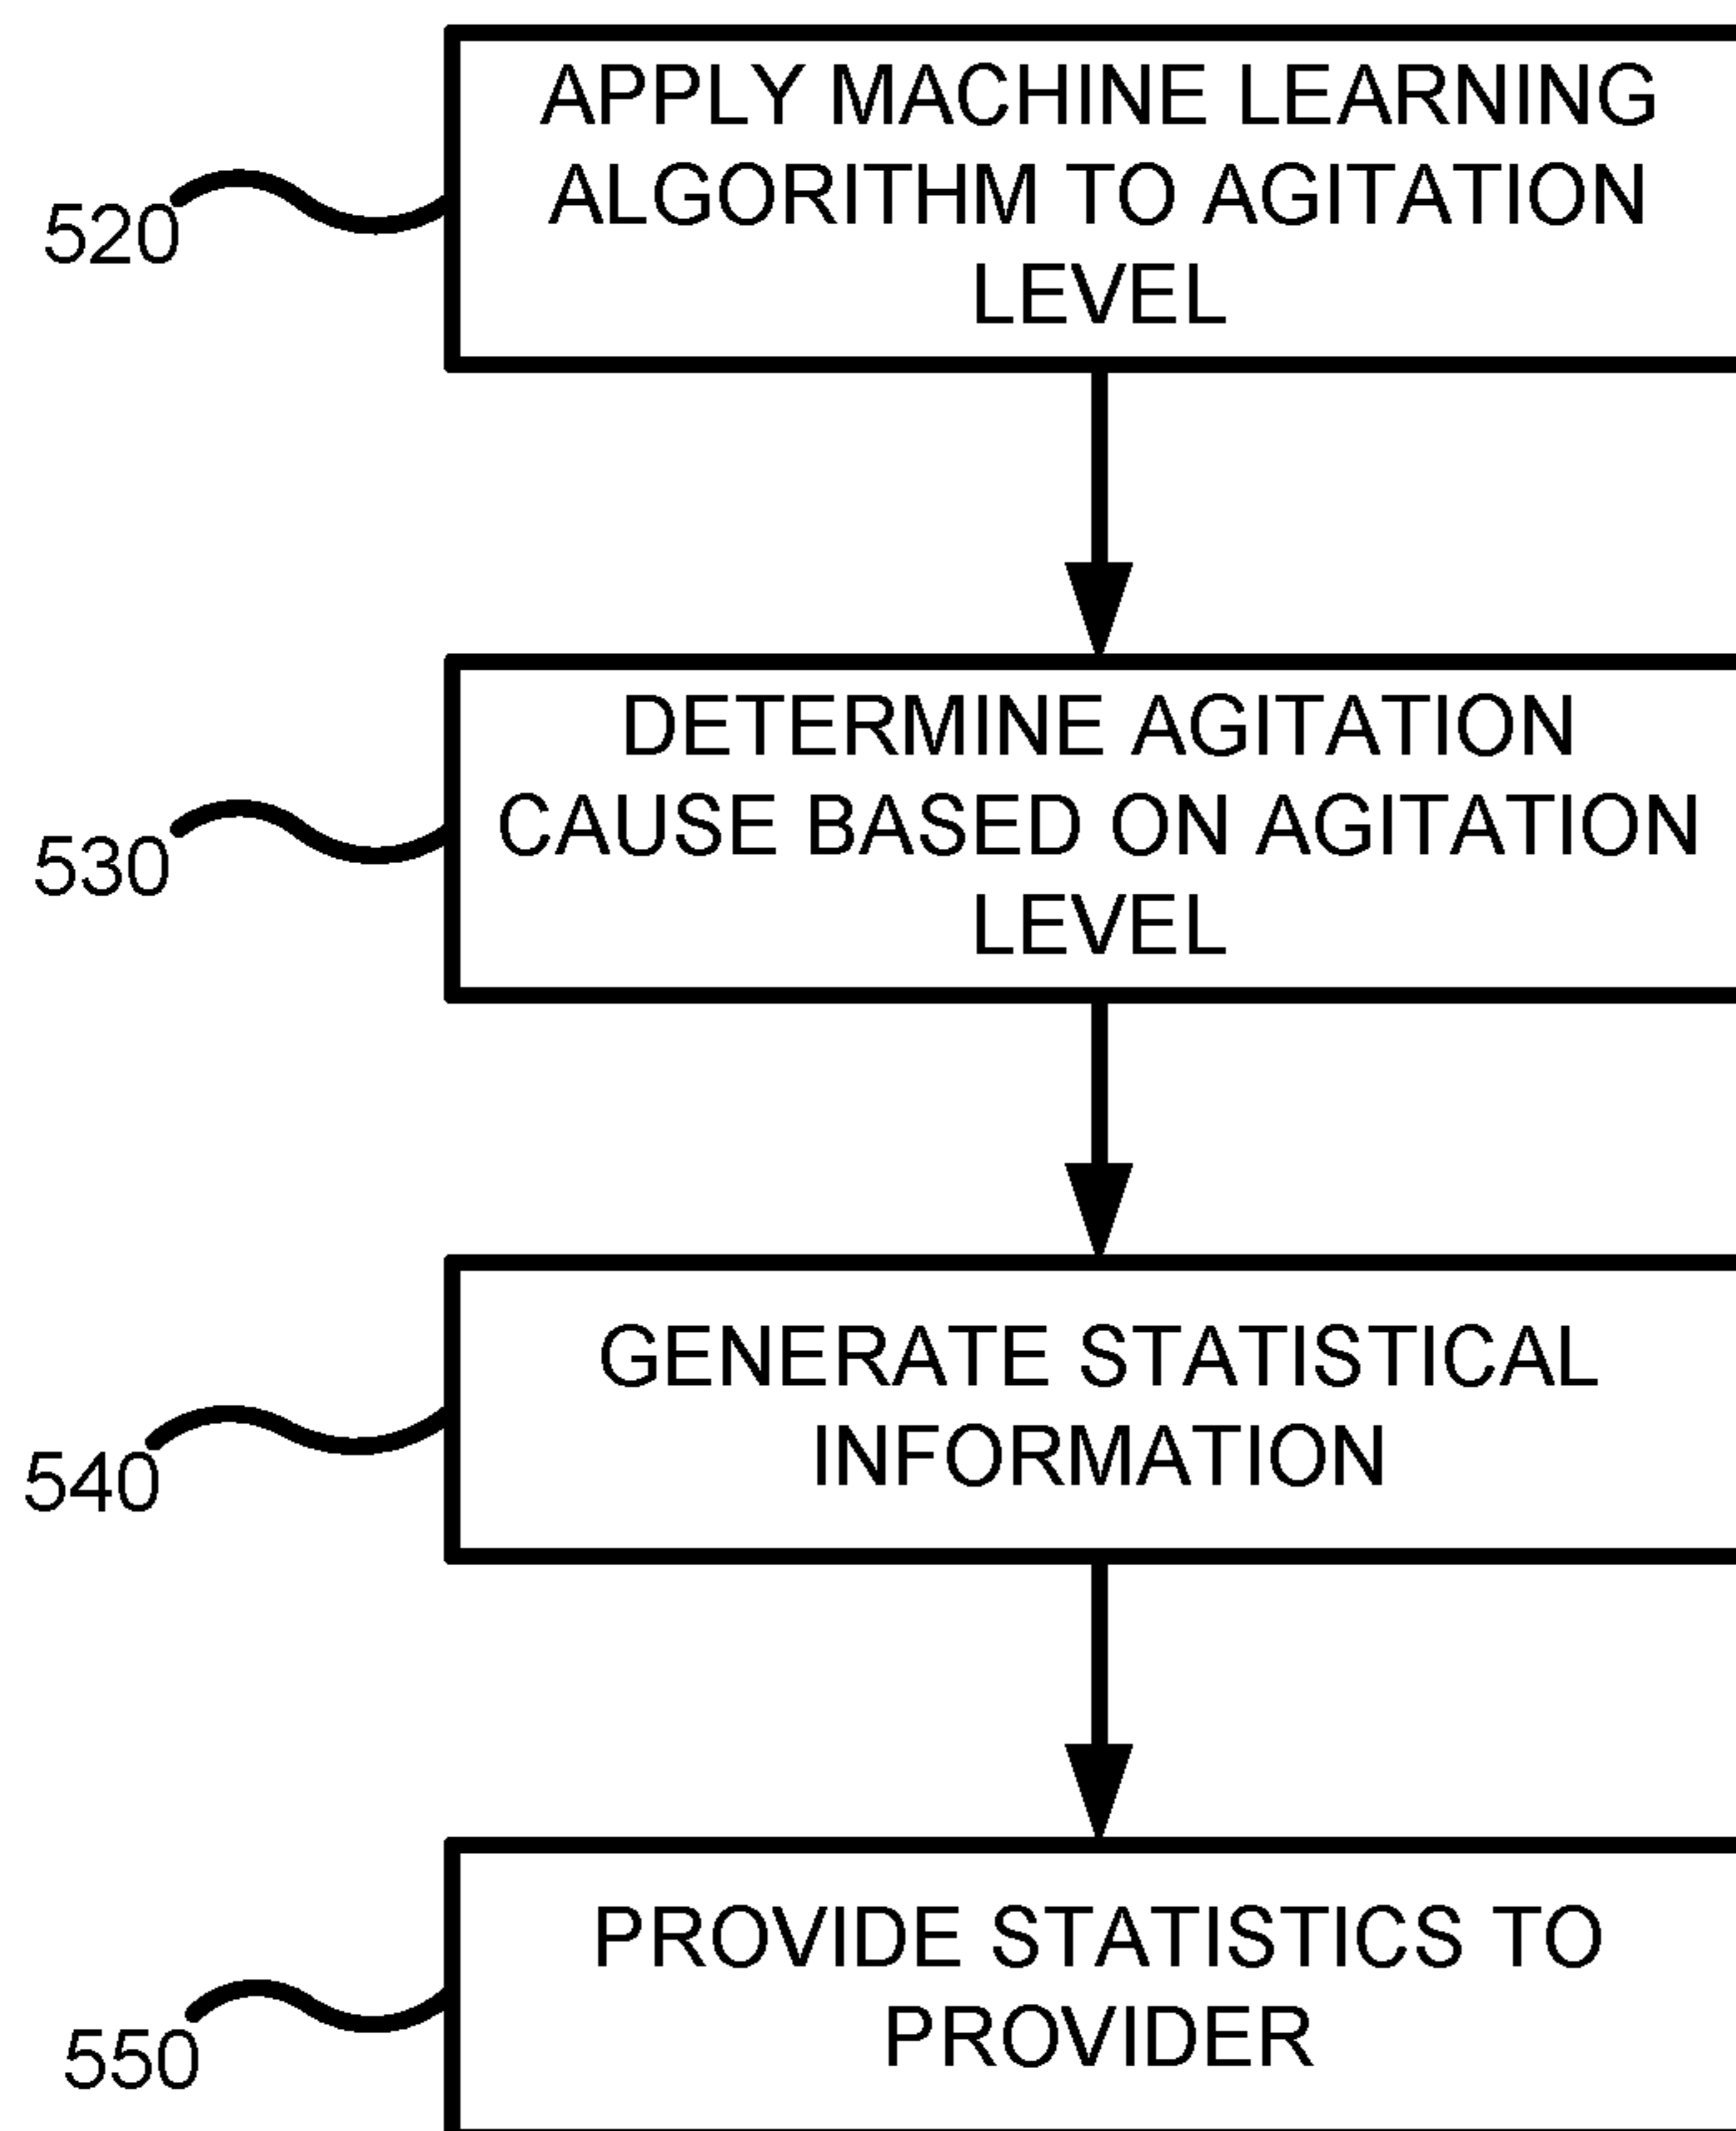 APPLY MACHINE LEARNING
ALGORITHM TO AGITATION
LEVEL
520
DETERMINE AGITATION
CAUSE BASED ON AGITATION
LEVEL
530
GENERATE STATISTICAL
INFORMATION
540
PROVIDE STATISTICS TO
PROVIDER
550